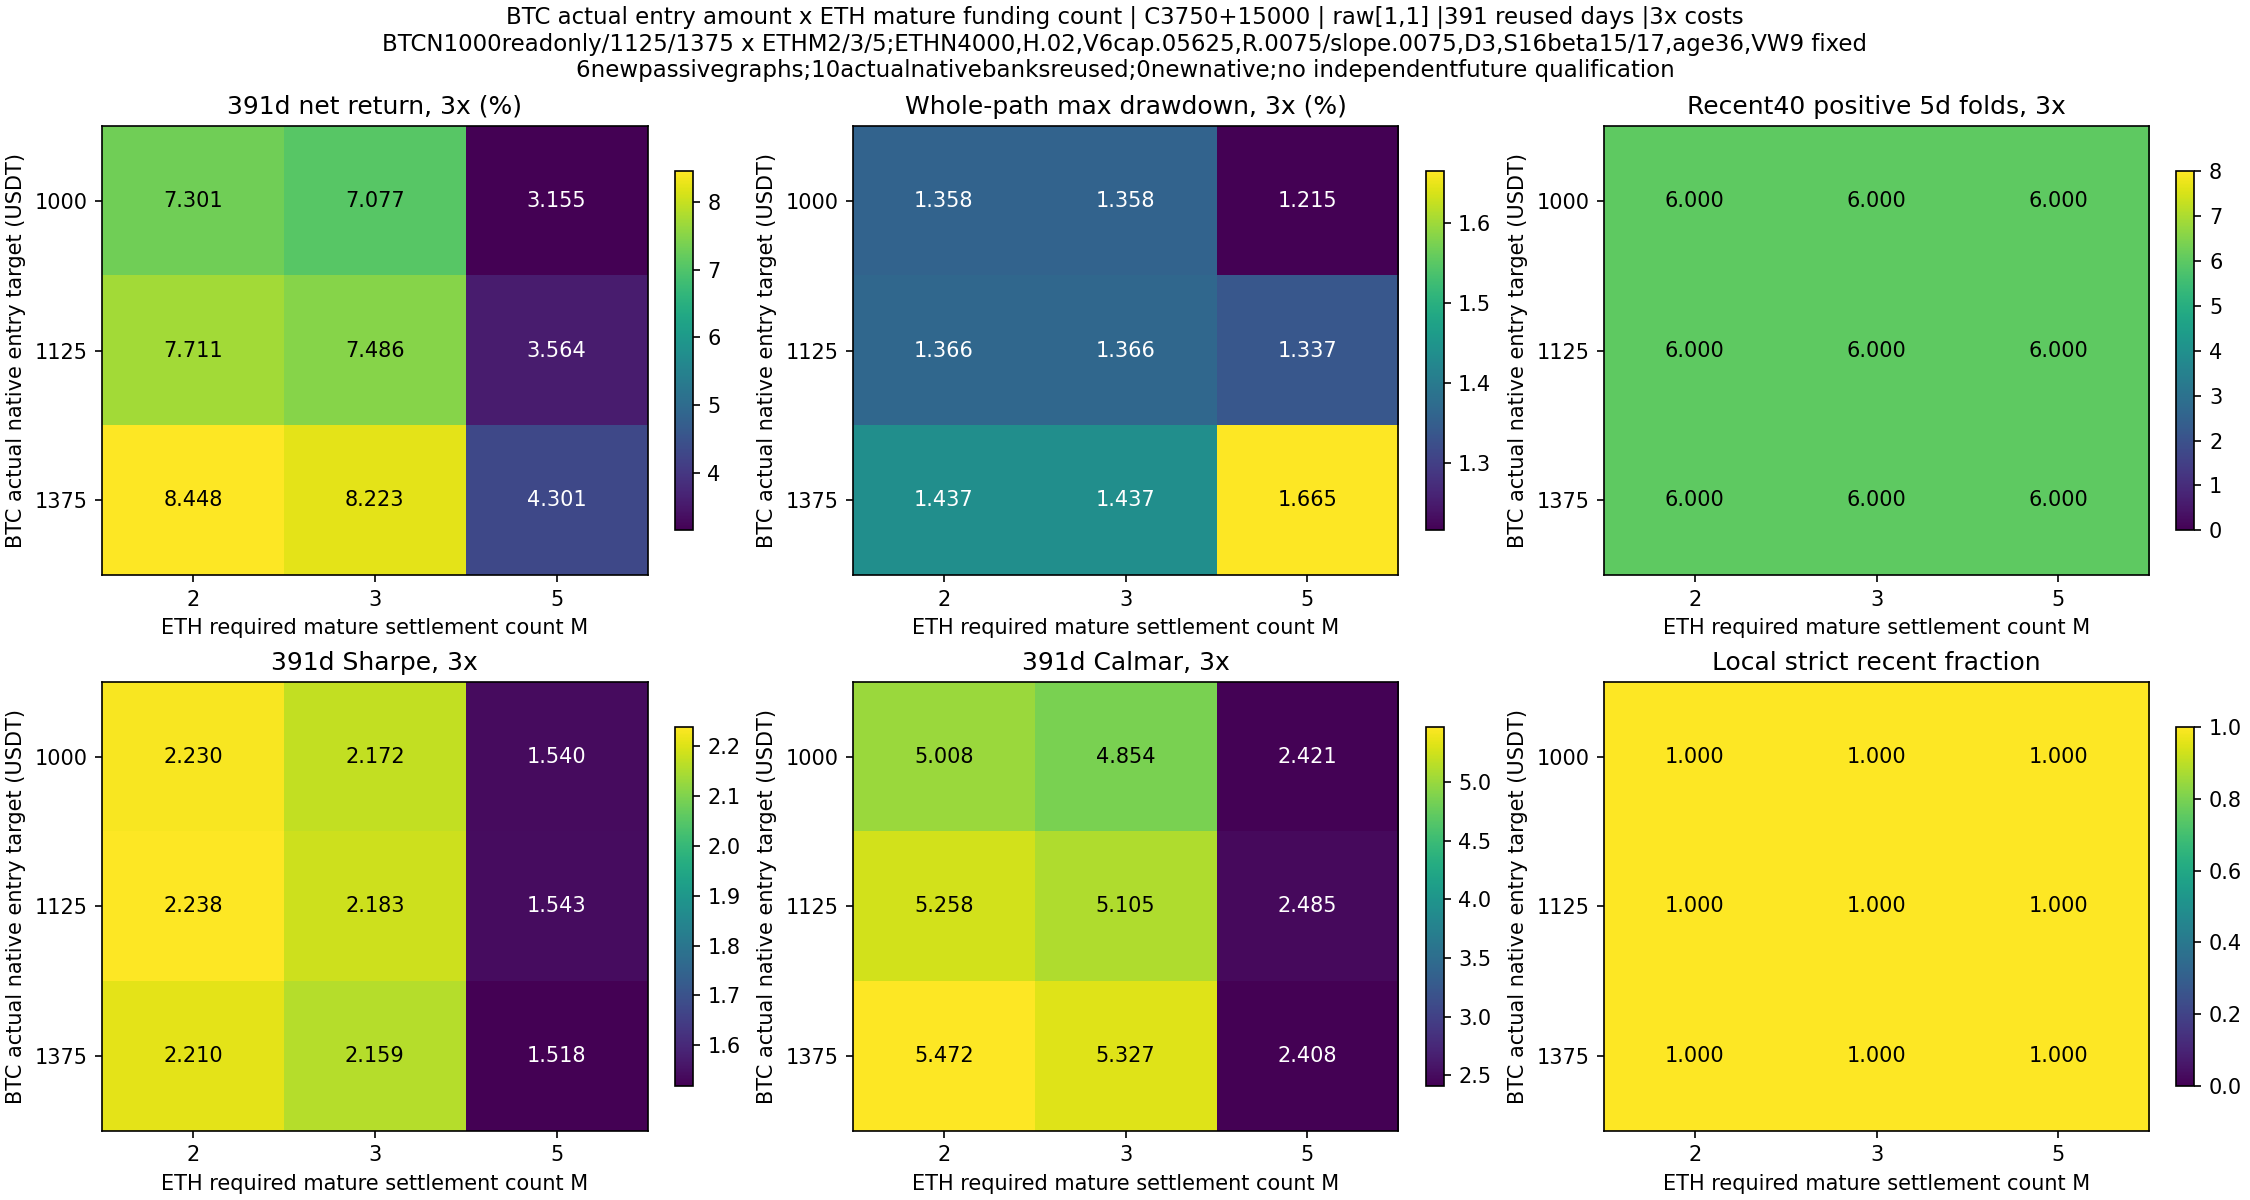 BTC actual entry amount x ETH mature funding count | C3750+15000 | raw[1,1] |391 reused days |3x costs
BTCN1000readonly/1125/1375 x ETHM2/3/5;ETHN4000,H.02,V6cap.05625,R.0075/slope.0075,D3,S16beta15/17,age36,VW9 fixed
6newpassivegraphs;10actualnativebanksreused;0newnative;no independentfuture qualification
391d net return, 3x (%)
BTC actual native entry target (USDT)
1000
1125
1375
7.301 7.077 3.155
7.711 7.486 3.564
8.448 8.223 4.301
2 3 5
ETH required mature settlement count M
8
7
6
5
4
Whole-path max drawdown, 3x (%)
BTC actual native entry target (USDT)
1000
1125
1375
1.358 1.358 1.215
1.366 1.366 1.337
1.437 1.437 1.665
2 3 5
ETH required mature settlement count M
1.6
1.5
1.4
1.3
Recent40 positive 5d folds, 3x
BTC actual native entry target (USDT)
1000
1125
1375
6.000 6.000 6.000
6.000 6.000 6.000
6.000 6.000 6.000
2 3 5
ETH required mature settlement count M
8
7
6
5
4
3
2
1
0
391d Sharpe, 3x
BTC actual native entry target (USDT)
1000
1125
1375
2.230 2.172 1.540
2.238 2.183 1.543
2.210 2.159 1.518
2 3 5
ETH required mature settlement count M
2.2
2.1
2.0
1.9
1.8
1.7
1.6
391d Calmar, 3x
BTC actual native entry target (USDT)
1000
1125
1375
5.008 4.854 2.421
5.258 5.105 2.485
5.472 5.327 2.408
2 3 5
ETH required mature settlement count M
5.0
4.5
4.0
3.5
3.0
2.5
Local strict recent fraction
BTC actual native entry target (USDT)
1000
1125
1375
1.000 1.000 1.000
1.000 1.000 1.000
1.000 1.000 1.000
2 3 5
ETH required mature settlement count M
1.0
0.8
0.6
0.4
0.2
0.0